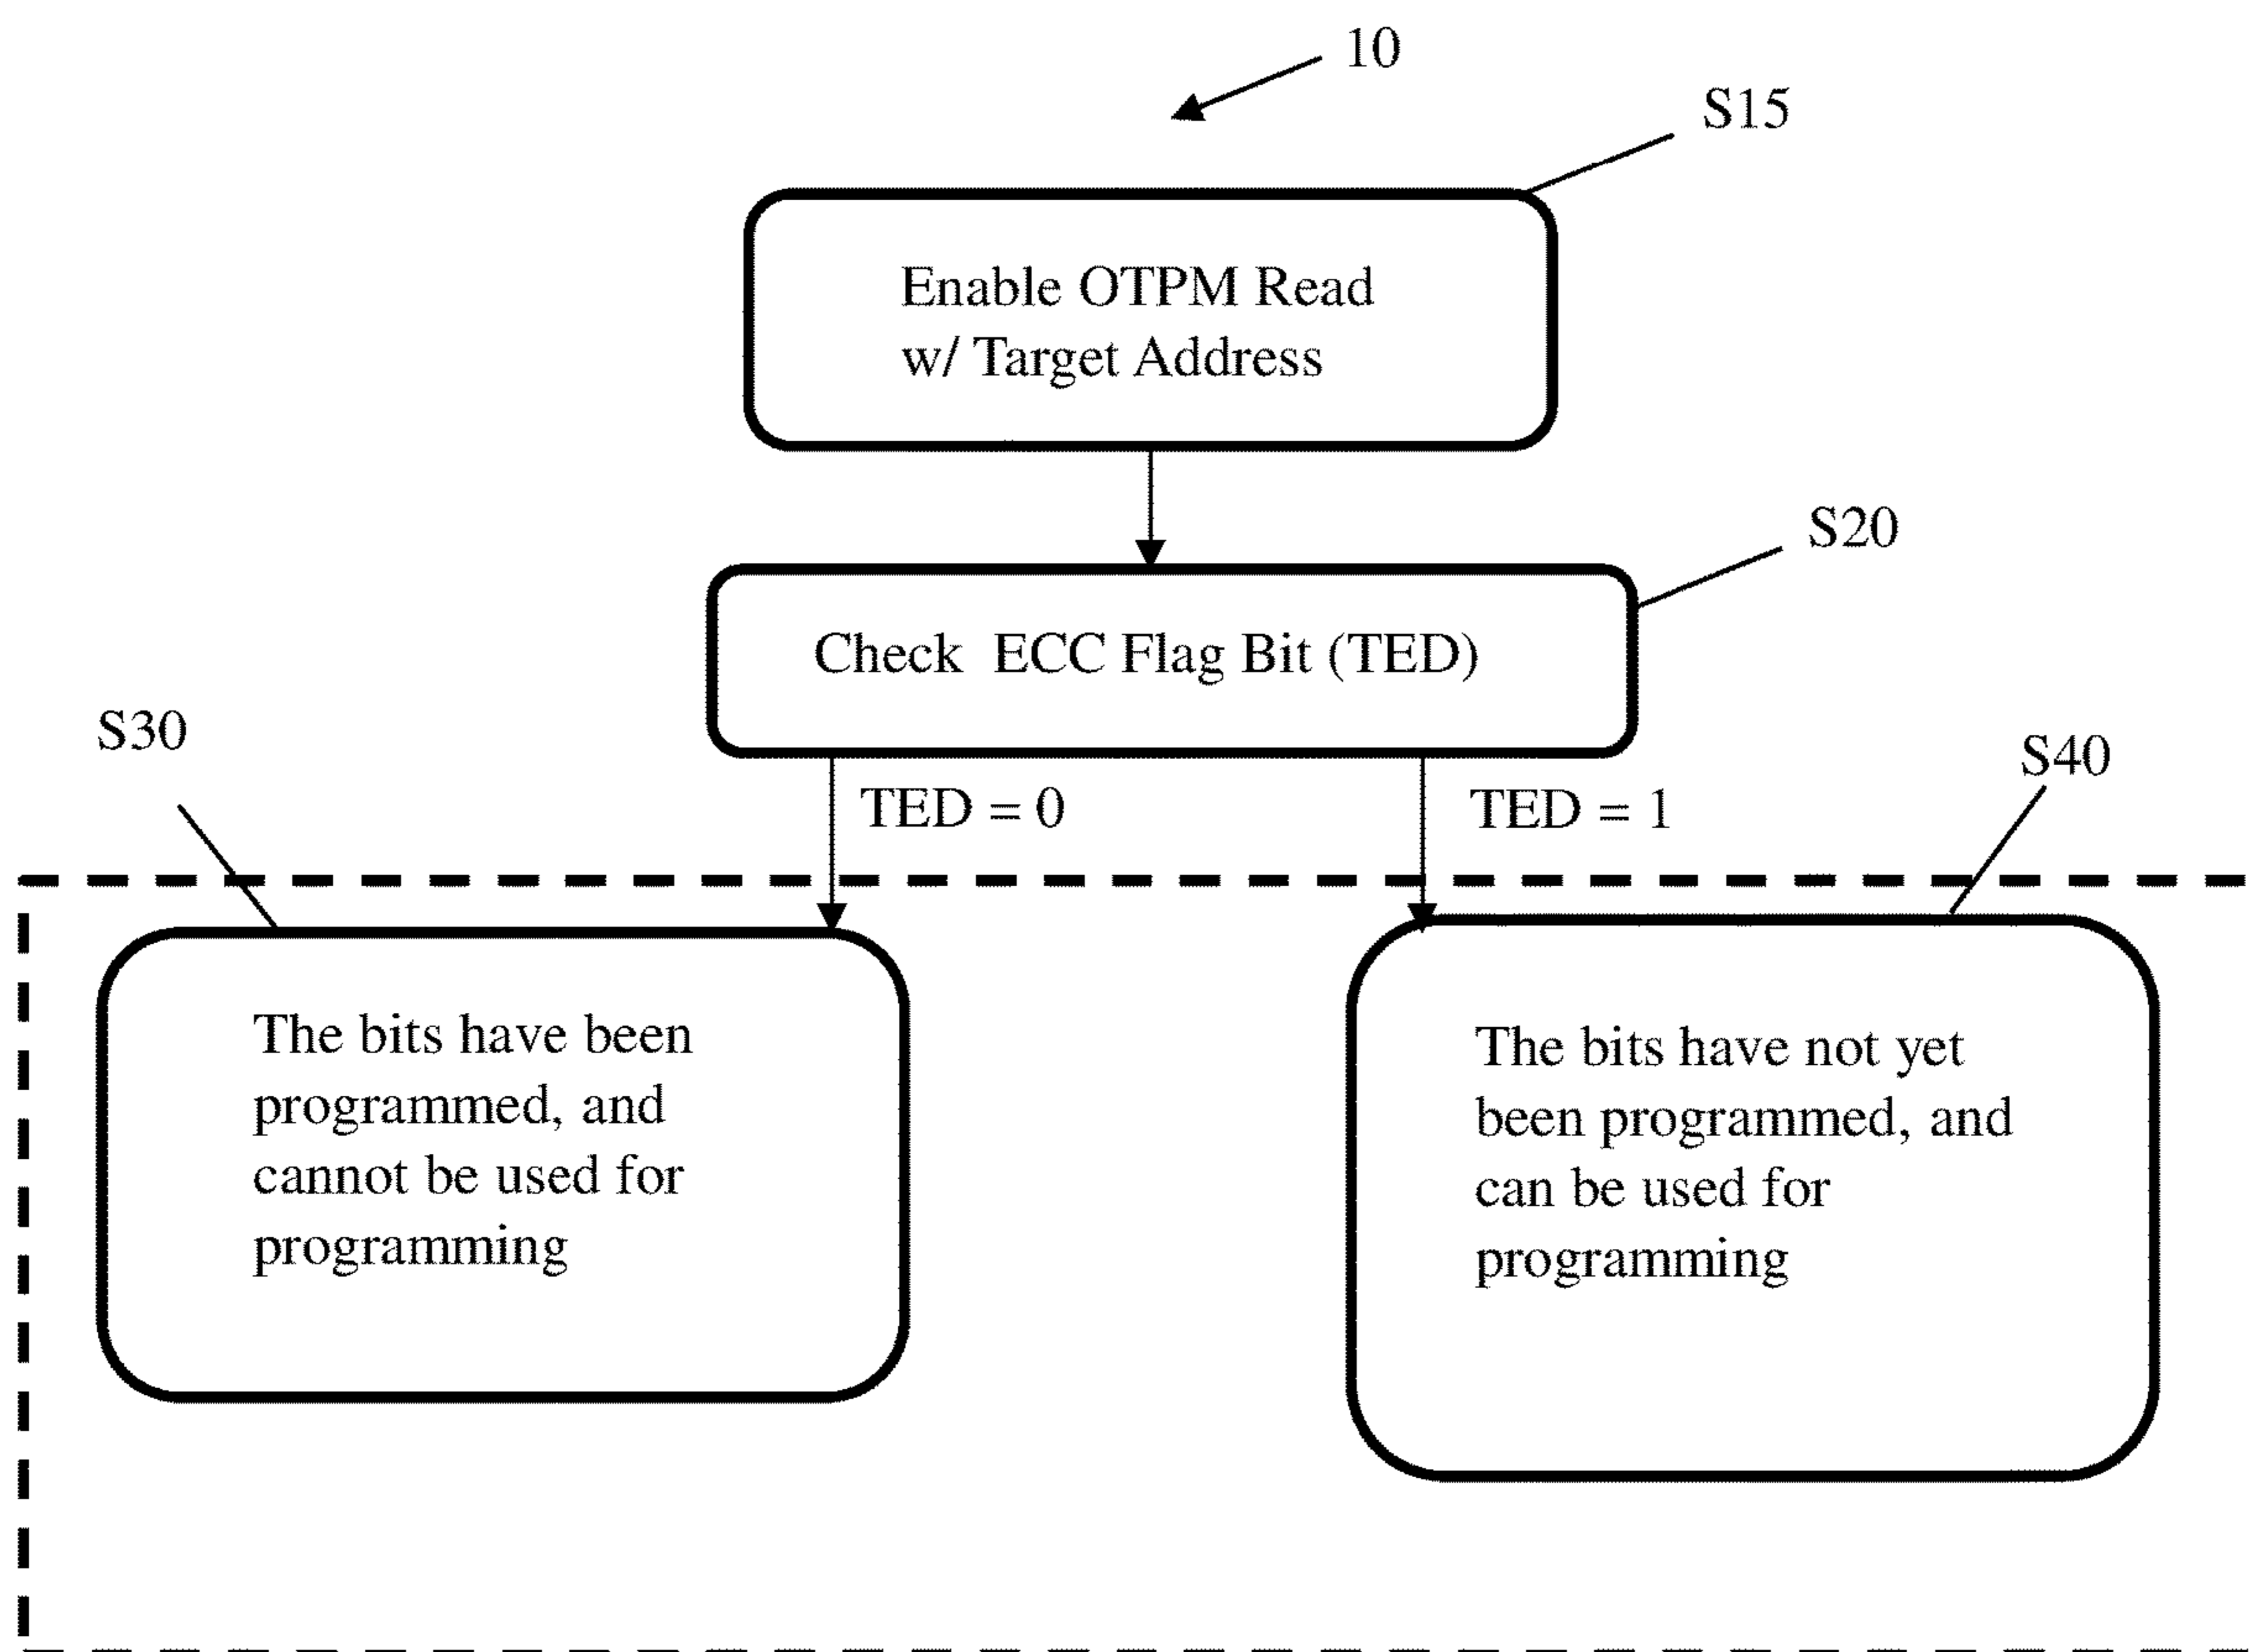 10
S15
Enable OTPM Read
w/ Target Address
S20
Check ECC Flag Bit (TED)
S30
S40
TED = 0
TED = 1
The bits have been
programmed, and
cannot be used for
programming
The bits have not yet
been programmed, and
can be used for
programming